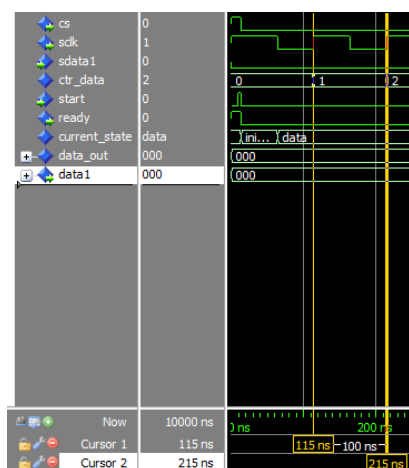 cs 0
sclk 1
sdata1 0
ctr_data 2 0 1 2
start 0
ready 0
current_state data ini... data
data_out 000 000
data1 000 000
Now 10000 ns ) ns 200 ns
Cursor 1 115 ns 115 ns 100 ns
Cursor 2 215 ns 215 ns